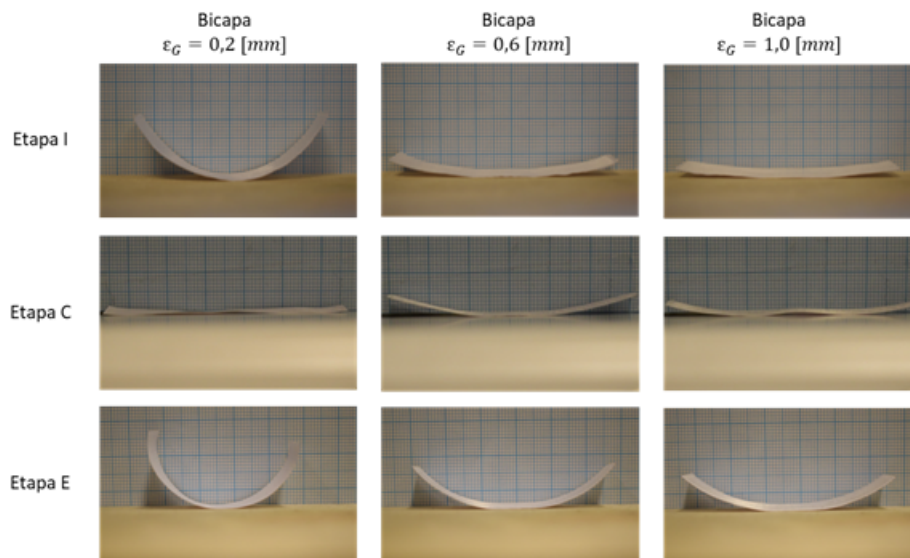 Bicapa
ε_G = 0,2 [mm]
Bicapa
ε_G = 0,6 [mm]
Bicapa
ε_G = 1,0 [mm]
Etapa I
Etapa C
Etapa E